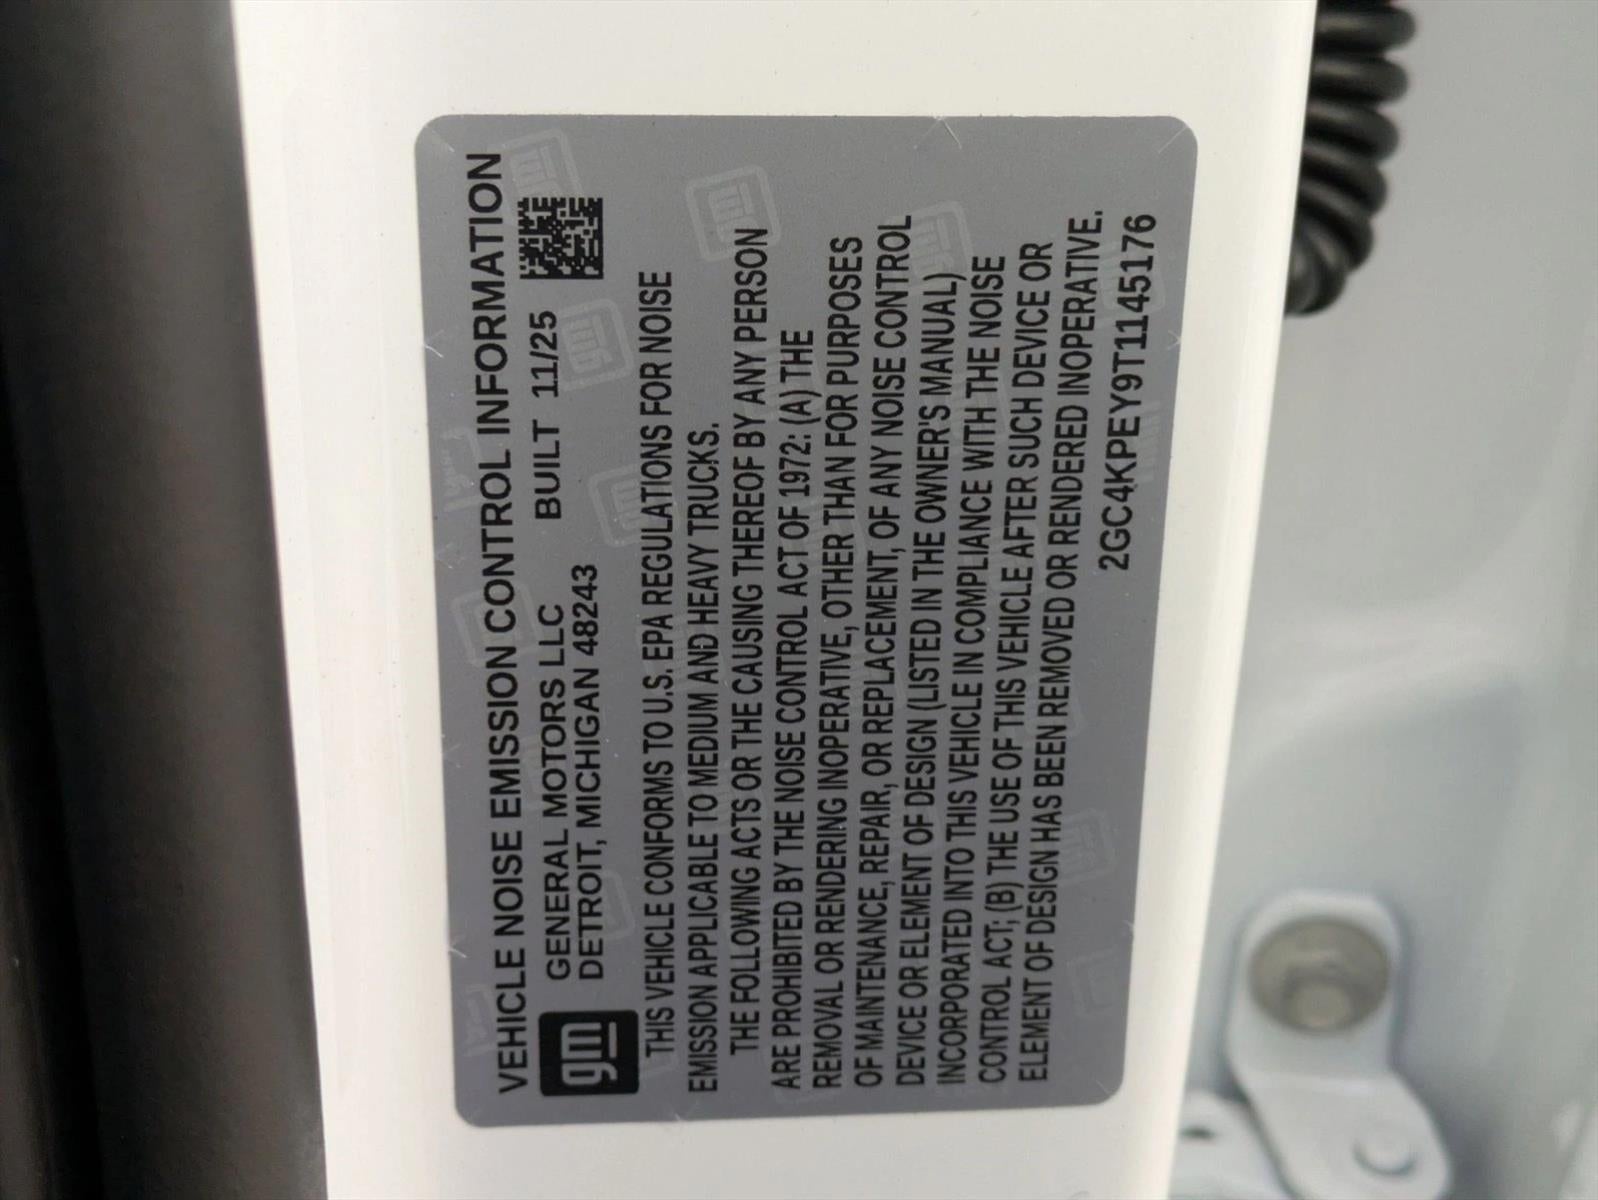 VEHICLE NOISE EMISSION CONTROL INFORMATION
gm
GENERAL MOTORS LLC
DETROIT, MICHIGAN 48243
BUILT 11/25
THIS VEHICLE CONFORMS TO U.S. EPA REGULATIONS FOR NOISE
EMISSION APPLICABLE TO MEDIUM AND HEAVY TRUCKS.
THE FOLLOWING ACTS OR THE CAUSING THEREOF BY ANY PERSON
ARE PROHIBITED BY THE NOISE CONTROL ACT OF 1972: (A) THE
REMOVAL OR RENDERING INOPERATIVE, OTHER THAN FOR PURPOSES
OF MAINTENANCE, REPAIR, OR REPLACEMENT, OF ANY NOISE CONTROL
DEVICE OR ELEMENT OF DESIGN (LISTED IN THE OWNER'S MANUAL)
INCORPORATED INTO THIS VEHICLE IN COMPLIANCE WITH THE NOISE
CONTROL ACT; (B) THE USE OF THIS VEHICLE AFTER SUCH DEVICE OR
ELEMENT OF DESIGN HAS BEEN REMOVED OR RENDERED INOPERATIVE.
2GC4KPEY9T1145176